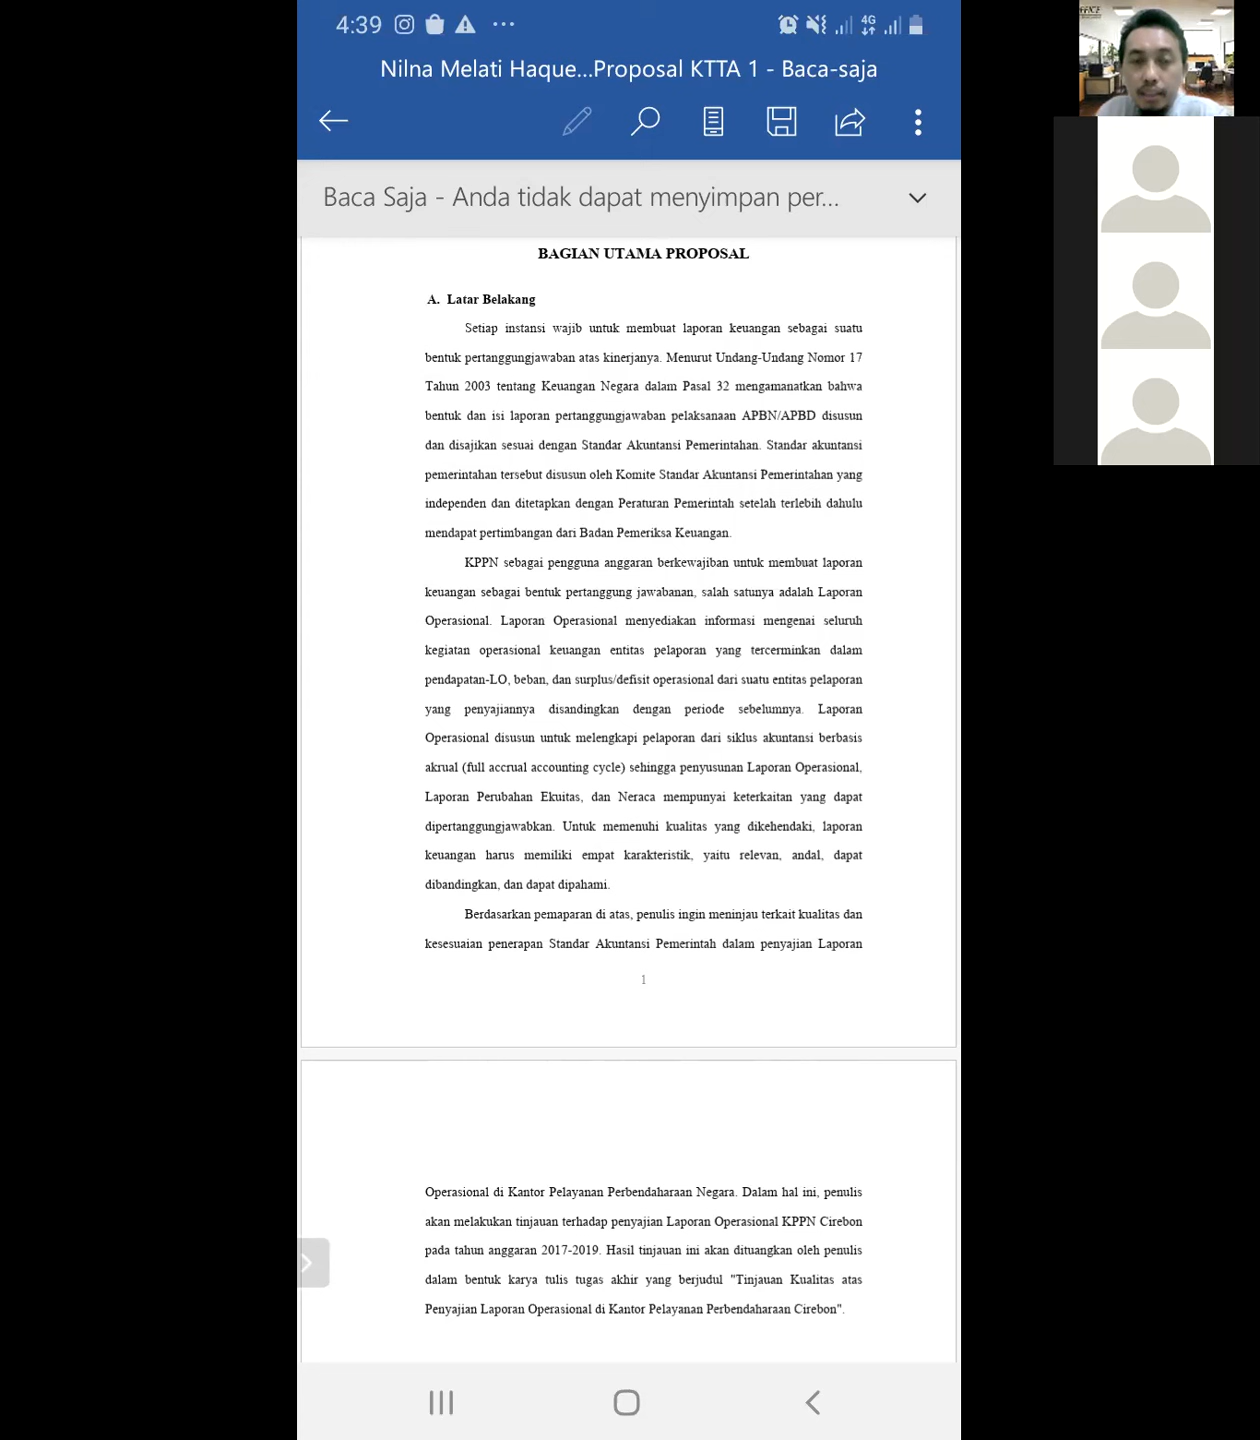 4:39
4G
Nilna Melati Haque...Proposal KTTA 1 - Baca-saja
Baca Saja - Anda tidak dapat menyimpan per...
BAGIAN UTAMA PROPOSAL
A. Latar Belakang
Setiap instansi wajib untuk membuat laporan keuangan sebagai suatu
bentuk pertanggungjawaban atas kinerjanya. Menurut Undang-Undang Nomor 17
Tahun 2003 tentang Keuangan Negara dalam Pasal 32 mengamanatkan bahwa
bentuk dan isi laporan pertanggungjawaban pelaksanaan APBN/APBD disusun
dan disajikan sesuai dengan Standar Akuntansi Pemerintahan. Standar akuntansi
pemerintahan tersebut disusun oleh Komite Standar Akuntansi Pemerintahan yang
independen dan ditetapkan dengan Peraturan Pemerintah setelah terlebih dahulu
mendapat pertimbangan dari Badan Pemeriksa Keuangan.
KPPN sebagai pengguna anggaran berkewajiban untuk membuat laporan
keuangan sebagai bentuk pertanggung jawabanan, salah satunya adalah Laporan
Operasional. Laporan Operasional menyediakan informasi mengenai seluruh
kegiatan operasional keuangan entitas pelaporan yang tercerminkan dalam
pendapatan-LO, beban, dan surplus/defisit operasional dari suatu entitas pelaporan
yang penyajiannya disandingkan dengan periode sebelumnya. Laporan
Operasional disusun untuk melengkapi pelaporan dari siklus akuntansi berbasis
akrual (full accrual accounting cycle) sehingga penyusunan Laporan Operasional,
Laporan Perubahan Ekuitas, dan Neraca mempunyai keterkaitan yang dapat
dipertanggungjawabkan. Untuk memenuhi kualitas yang dikehendaki, laporan
keuangan harus memiliki empat karakteristik, yaitu relevan, andal, dapat
dibandingkan, dan dapat dipahami.
Berdasarkan pemaparan di atas, penulis ingin meninjau terkait kualitas dan
kesesuaian penerapan Standar Akuntansi Pemerintah dalam penyajian Laporan
1
Operasional di Kantor Pelayanan Perbendaharaan Negara. Dalam hal ini, penulis
akan melakukan tinjauan terhadap penyajian Laporan Operasional KPPN Cirebon
pada tahun anggaran 2017-2019. Hasil tinjauan ini akan dituangkan oleh penulis
dalam bentuk karya tulis tugas akhir yang berjudul "Tinjauan Kualitas atas
Penyajian Laporan Operasional di Kantor Pelayanan Perbendaharaan Cirebon".